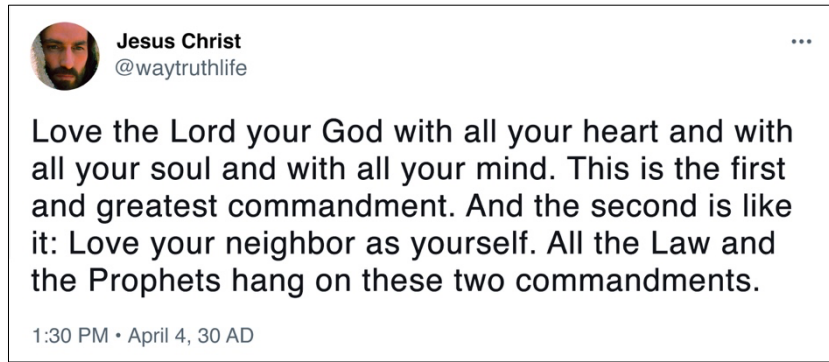 Jesus Christ
@waytruthlife
Love the Lord your God with all your heart and with
all your soul and with all your mind. This is the first
and greatest commandment. And the second is like
it: Love your neighbor as yourself. All the Law and
the Prophets hang on these two commandments.
1:30 PM • April 4, 30 AD